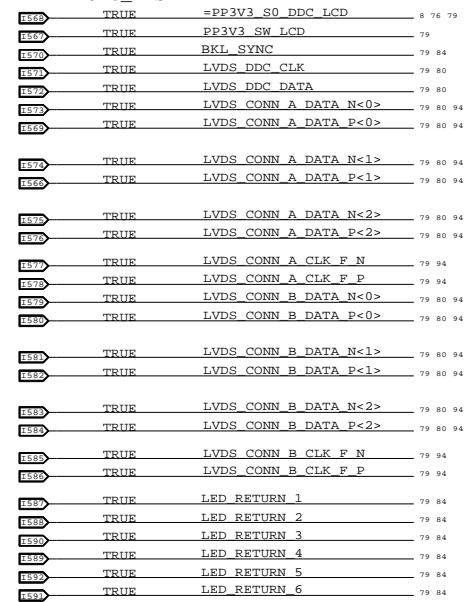 I568 TRUE =PP3V3_S0_DDC_LCD 8 76 79
I567 TRUE PP3V3_SW_LCD 79
I570 TRUE BKL_SYNC 79 84
I571 TRUE LVDS_DDC_CLK 79 80
I572 TRUE LVDS_DDC_DATA 79 80
I573 TRUE LVDS_CONN_A_DATA_N<0> 79 80 94
I569 TRUE LVDS_CONN_A_DATA_P<0> 79 80 94
I574 TRUE LVDS_CONN_A_DATA_N<1> 79 80 94
I566 TRUE LVDS_CONN_A_DATA_P<1> 79 80 94
I575 TRUE LVDS_CONN_A_DATA_N<2> 79 80 94
I576 TRUE LVDS_CONN_A_DATA_P<2> 79 80 94
I577 TRUE LVDS_CONN_A_CLK_F_N 79 94
I578 TRUE LVDS_CONN_A_CLK_F_P 79 94
I579 TRUE LVDS_CONN_B_DATA_N<0> 79 80 94
I580 TRUE LVDS_CONN_B_DATA_P<0> 79 80 94
I581 TRUE LVDS_CONN_B_DATA_N<1> 79 80 94
I582 TRUE LVDS_CONN_B_DATA_P<1> 79 80 94
I583 TRUE LVDS_CONN_B_DATA_N<2> 79 80 94
I584 TRUE LVDS_CONN_B_DATA_P<2> 79 80 94
I585 TRUE LVDS_CONN_B_CLK_F_N 79 94
I586 TRUE LVDS_CONN_B_CLK_F_P 79 94
I587 TRUE LED_RETURN_1 79 84
I588 TRUE LED_RETURN_2 79 84
I590 TRUE LED_RETURN_3 79 84
I589 TRUE LED_RETURN_4 79 84
I592 TRUE LED_RETURN_5 79 84
I591 TRUE LED_RETURN_6 79 84